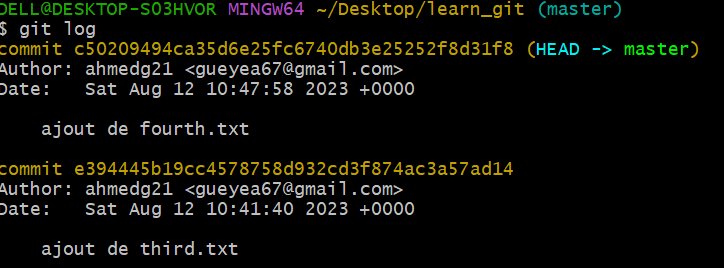 DELL@DESKTOP-S03HVOR MINGW64 ~/Desktop/learn_git (master)
$ git log
commit c50209494ca35d6e25fc6740db3e25252f8d31f8 (HEAD -> master)
Author: ahmedg21 <gueyea67@gmail.com>
Date:   Sat Aug 12 10:47:58 2023 +0000
    ajout de fourth.txt
commit e394445b19cc4578758d932cd3f874ac3a57ad14
Author: ahmedg21 <gueyea67@gmail.com>
Date:   Sat Aug 12 10:41:40 2023 +0000
    ajout de third.txt